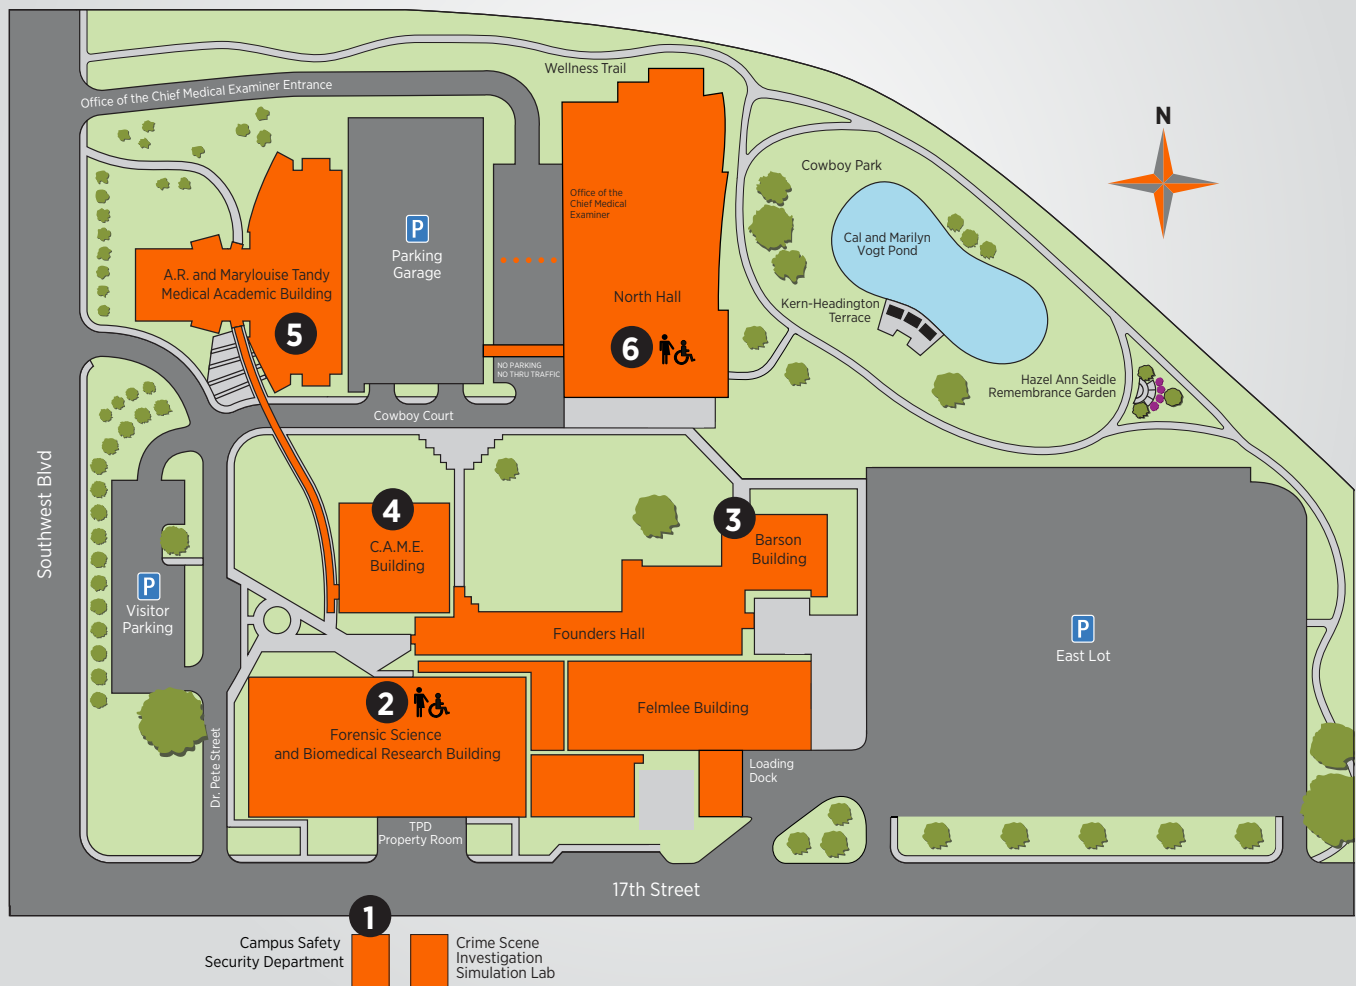 Wellness Trail
Office of the Chief Medical Examiner Entrance
N
Cowboy Park
Office of the
Chief Medical
Examiner
P
Parking
Garage
Cal and Marilyn
Vogt Pond
A.R. and Marylouise Tandy
Medical Academic Building
5
North Hall
6
Kern-Headington
Terrace
NO PARKING
NO THRU TRAFFIC
Hazel Ann Seidle
Remembrance Garden
Cowboy Court
Southwest Blvd
4
C.A.M.E.
Building
3
Barson
Building
P
Visitor
Parking
Founders Hall
P
East Lot
2
Forensic Science
and Biomedical Research Building
Felmlee Building
Dr. Pete Street
Loading
Dock
TPD
Property Room
17th Street
1
Campus Safety
Security Department
Crime Scene
Investigation
Simulation Lab